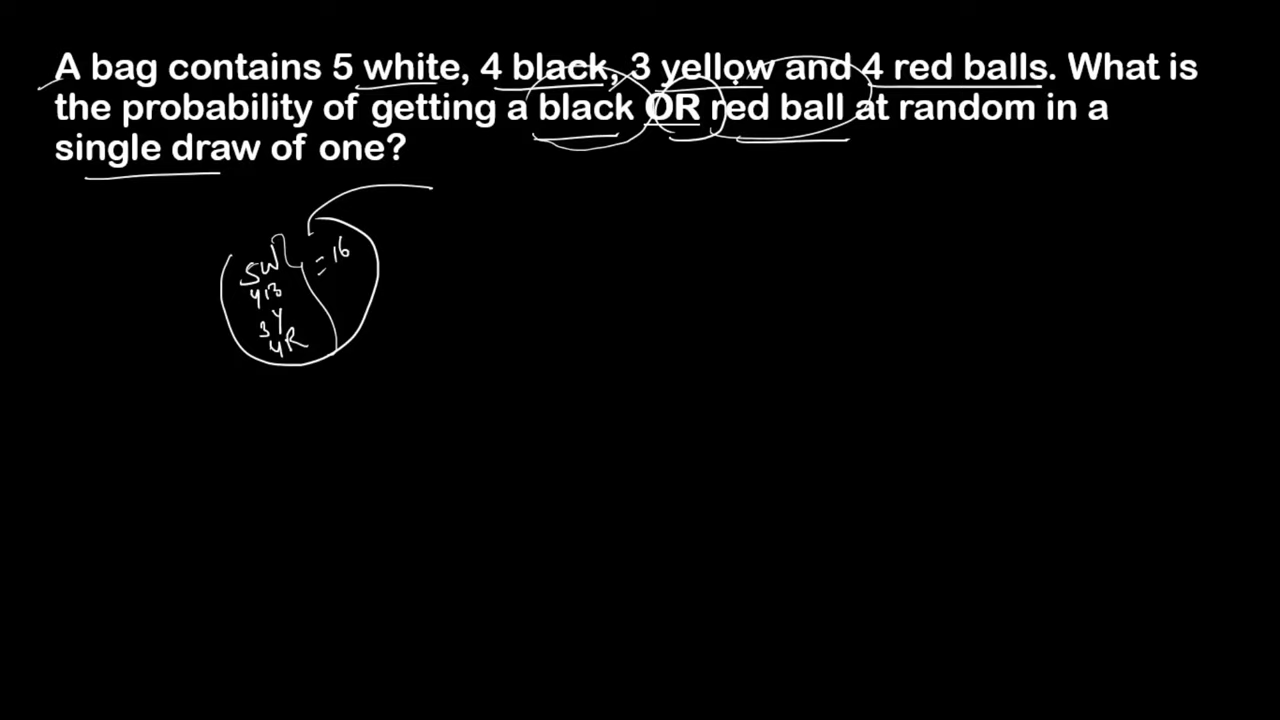 A bag contains 5 white, 4 black, 3 yellow and 4 red balls. What is
the probability of getting a black OR red ball at random in a
single draw of one?
5W = 16
4B
3 Y
4R